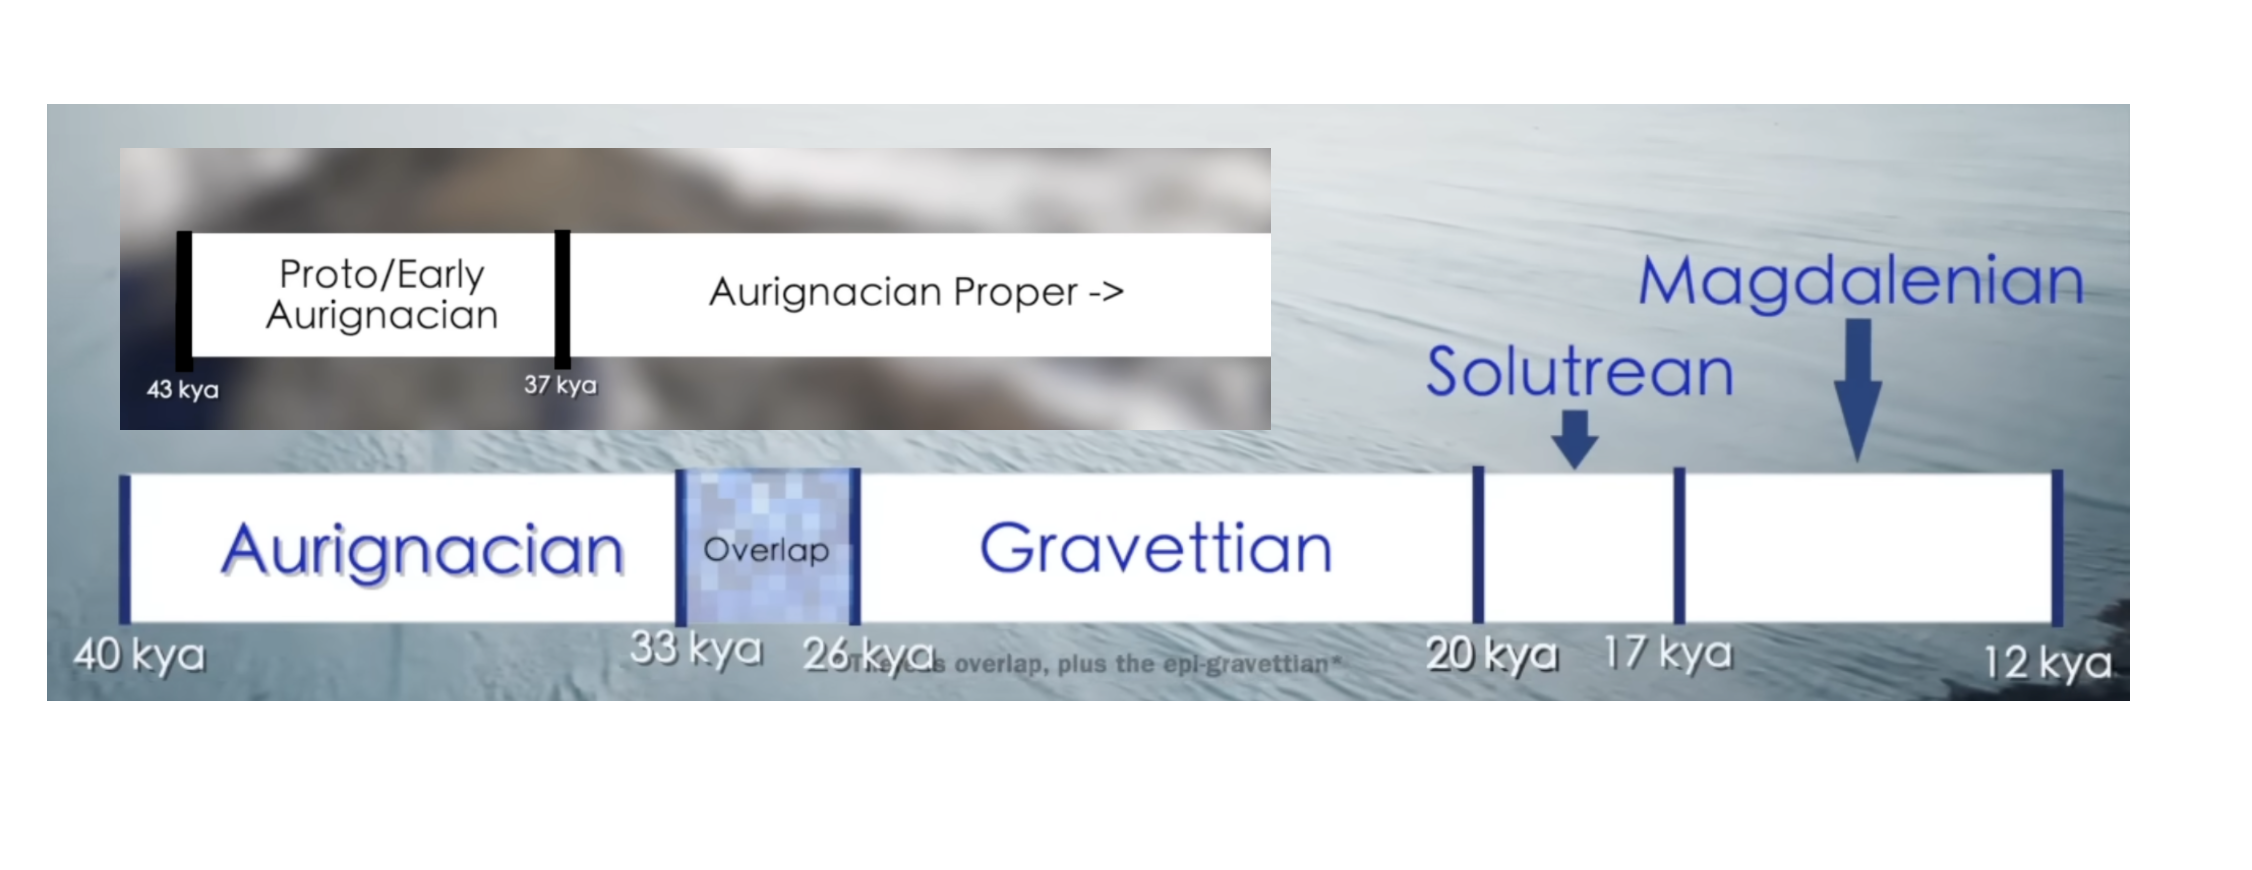 Proto/Early
Aurignacian
Aurignacian Proper ->
43 kya
37 kya
Magdalenian
Solutrean
Aurignacian
Overlap
Gravettian
40 kya
33 kya
26 kya
overlap, plus the epi-gravettian*
20 kya
17 kya
12 kya